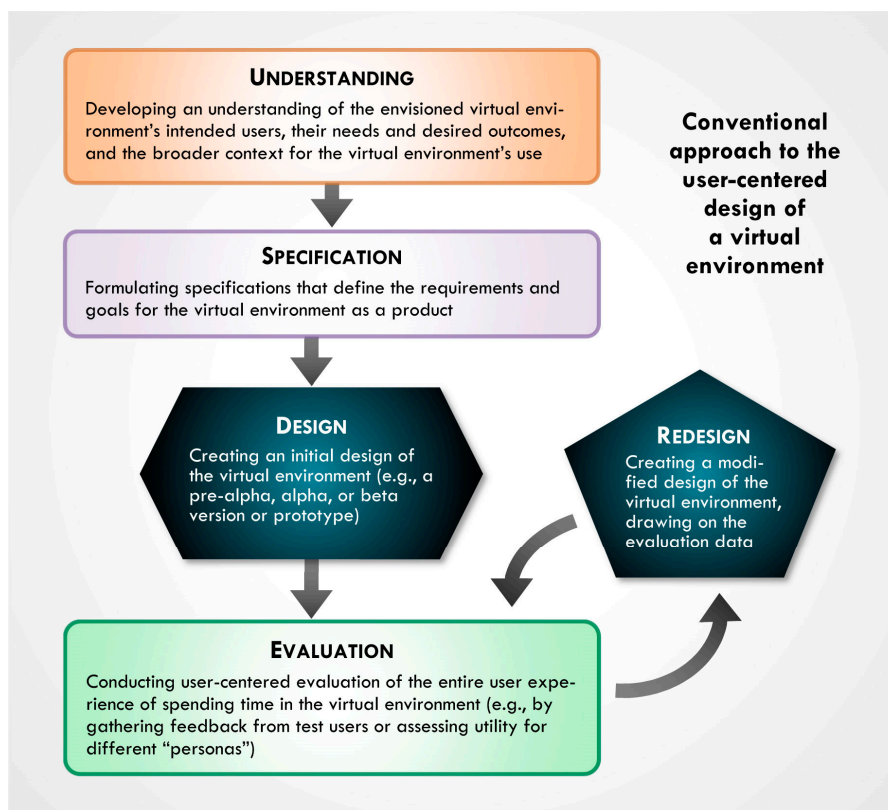 UNDERSTANDING
Developing an understanding of the envisioned virtual envi-
ronment's intended users, their needs and desired outcomes,
and the broader context for the virtual environment's use
Conventional
approach to the
user-centered
design of
a virtual
environment
SPECIFICATION
Formulating specifications that define the requirements and
goals for the virtual environment as a product
DESIGN
Creating an initial design of
the virtual environment (e.g., a
pre-alpha, alpha, or beta
version or prototype)
REDESIGN
Creating a modi-
fied design of the
virtual environment,
drawing on the
evaluation data
EVALUATION
Conducting user-centered evaluation of the entire user expe-
rience of spending time in the virtual environment (e.g., by
gathering feedback from test users or assessing utility for
different “personas”)